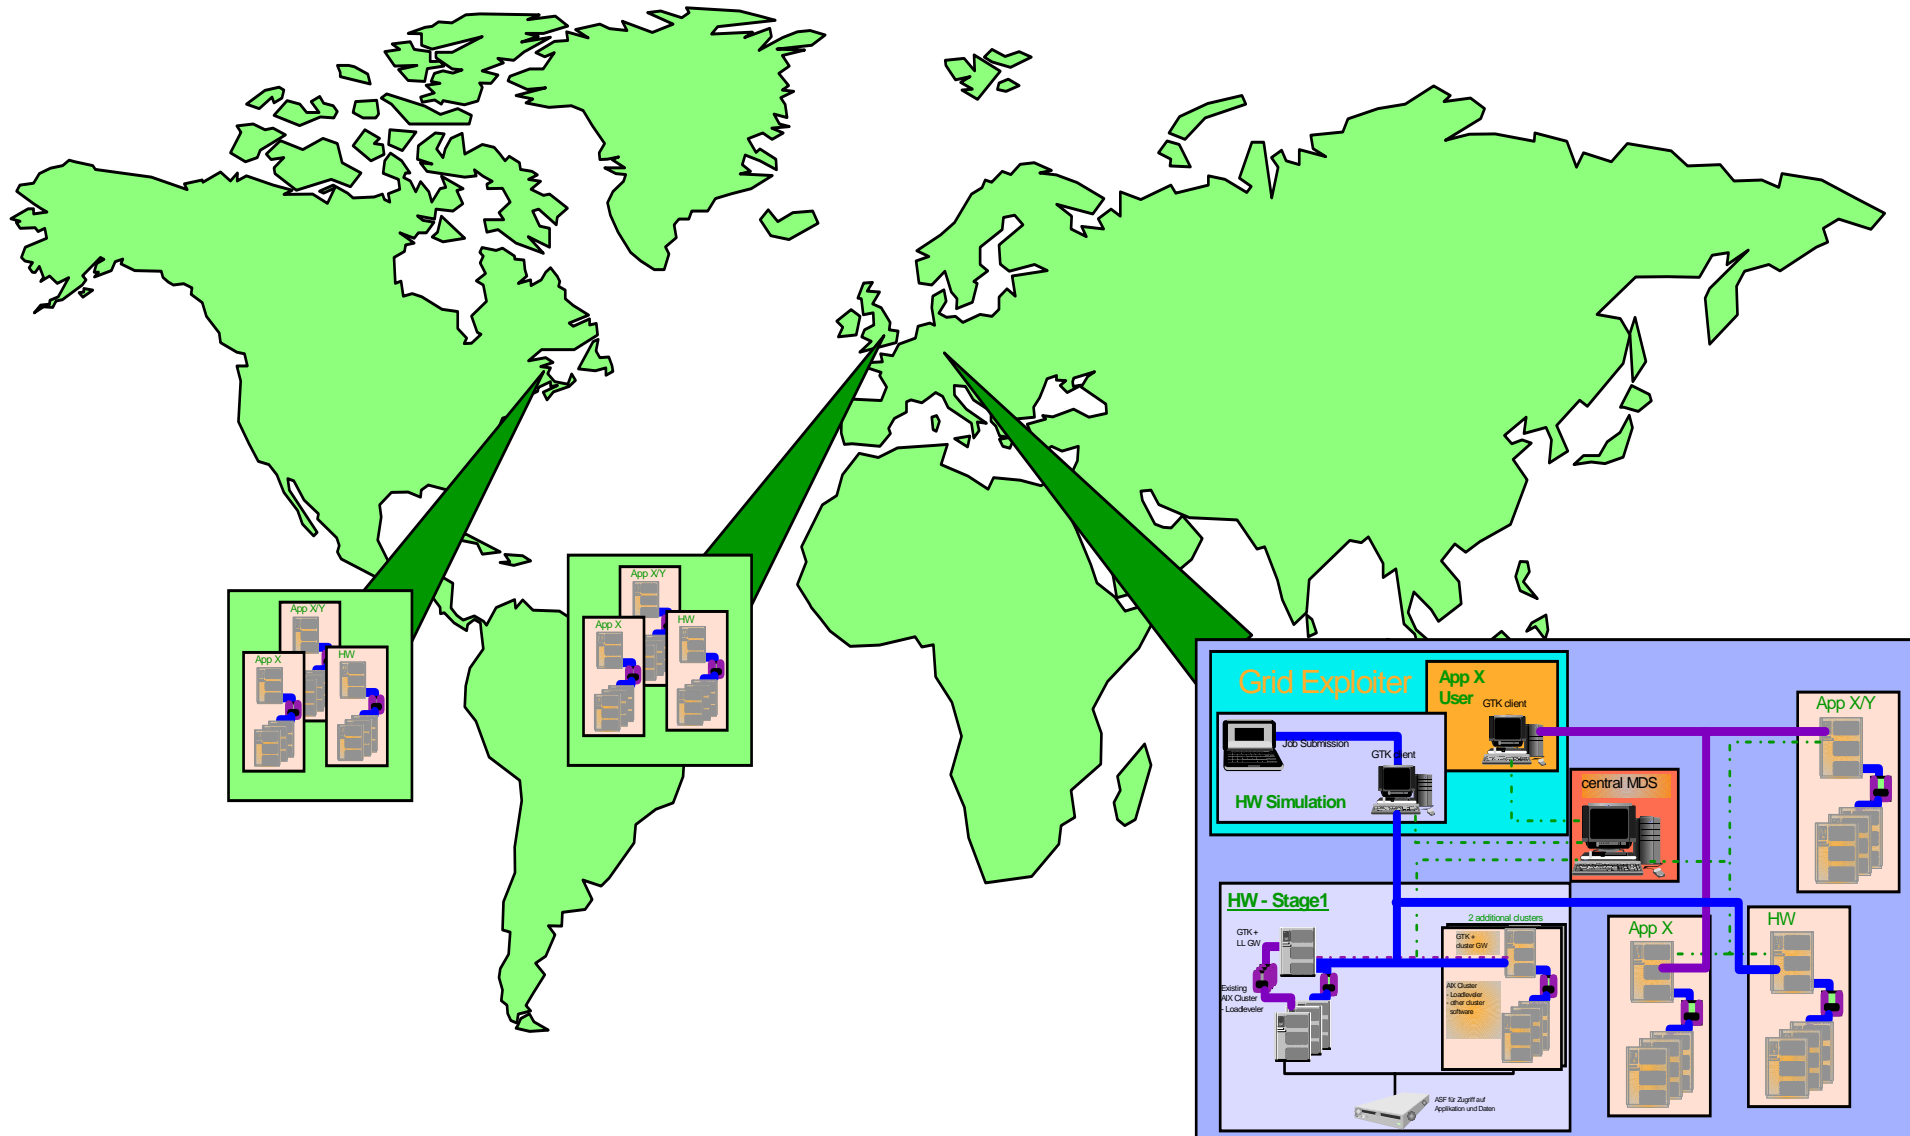 App X/Y
App X
HW
App X/Y
App X
HW
Grid Exploiter
App X
User
GTK client
Job Submission
GTK client
HW Simulation
central MDS
App X/Y
HW - Stage1
GTK +
LL GW
Existing
AIX Cluster
- Loadleveler
2 additional clusters
GTK +
cluster GW
AIX Cluster
- Loadleveler
- other cluster
software
ASF für Zugriff auf
Applikation und Daten
App X
HW